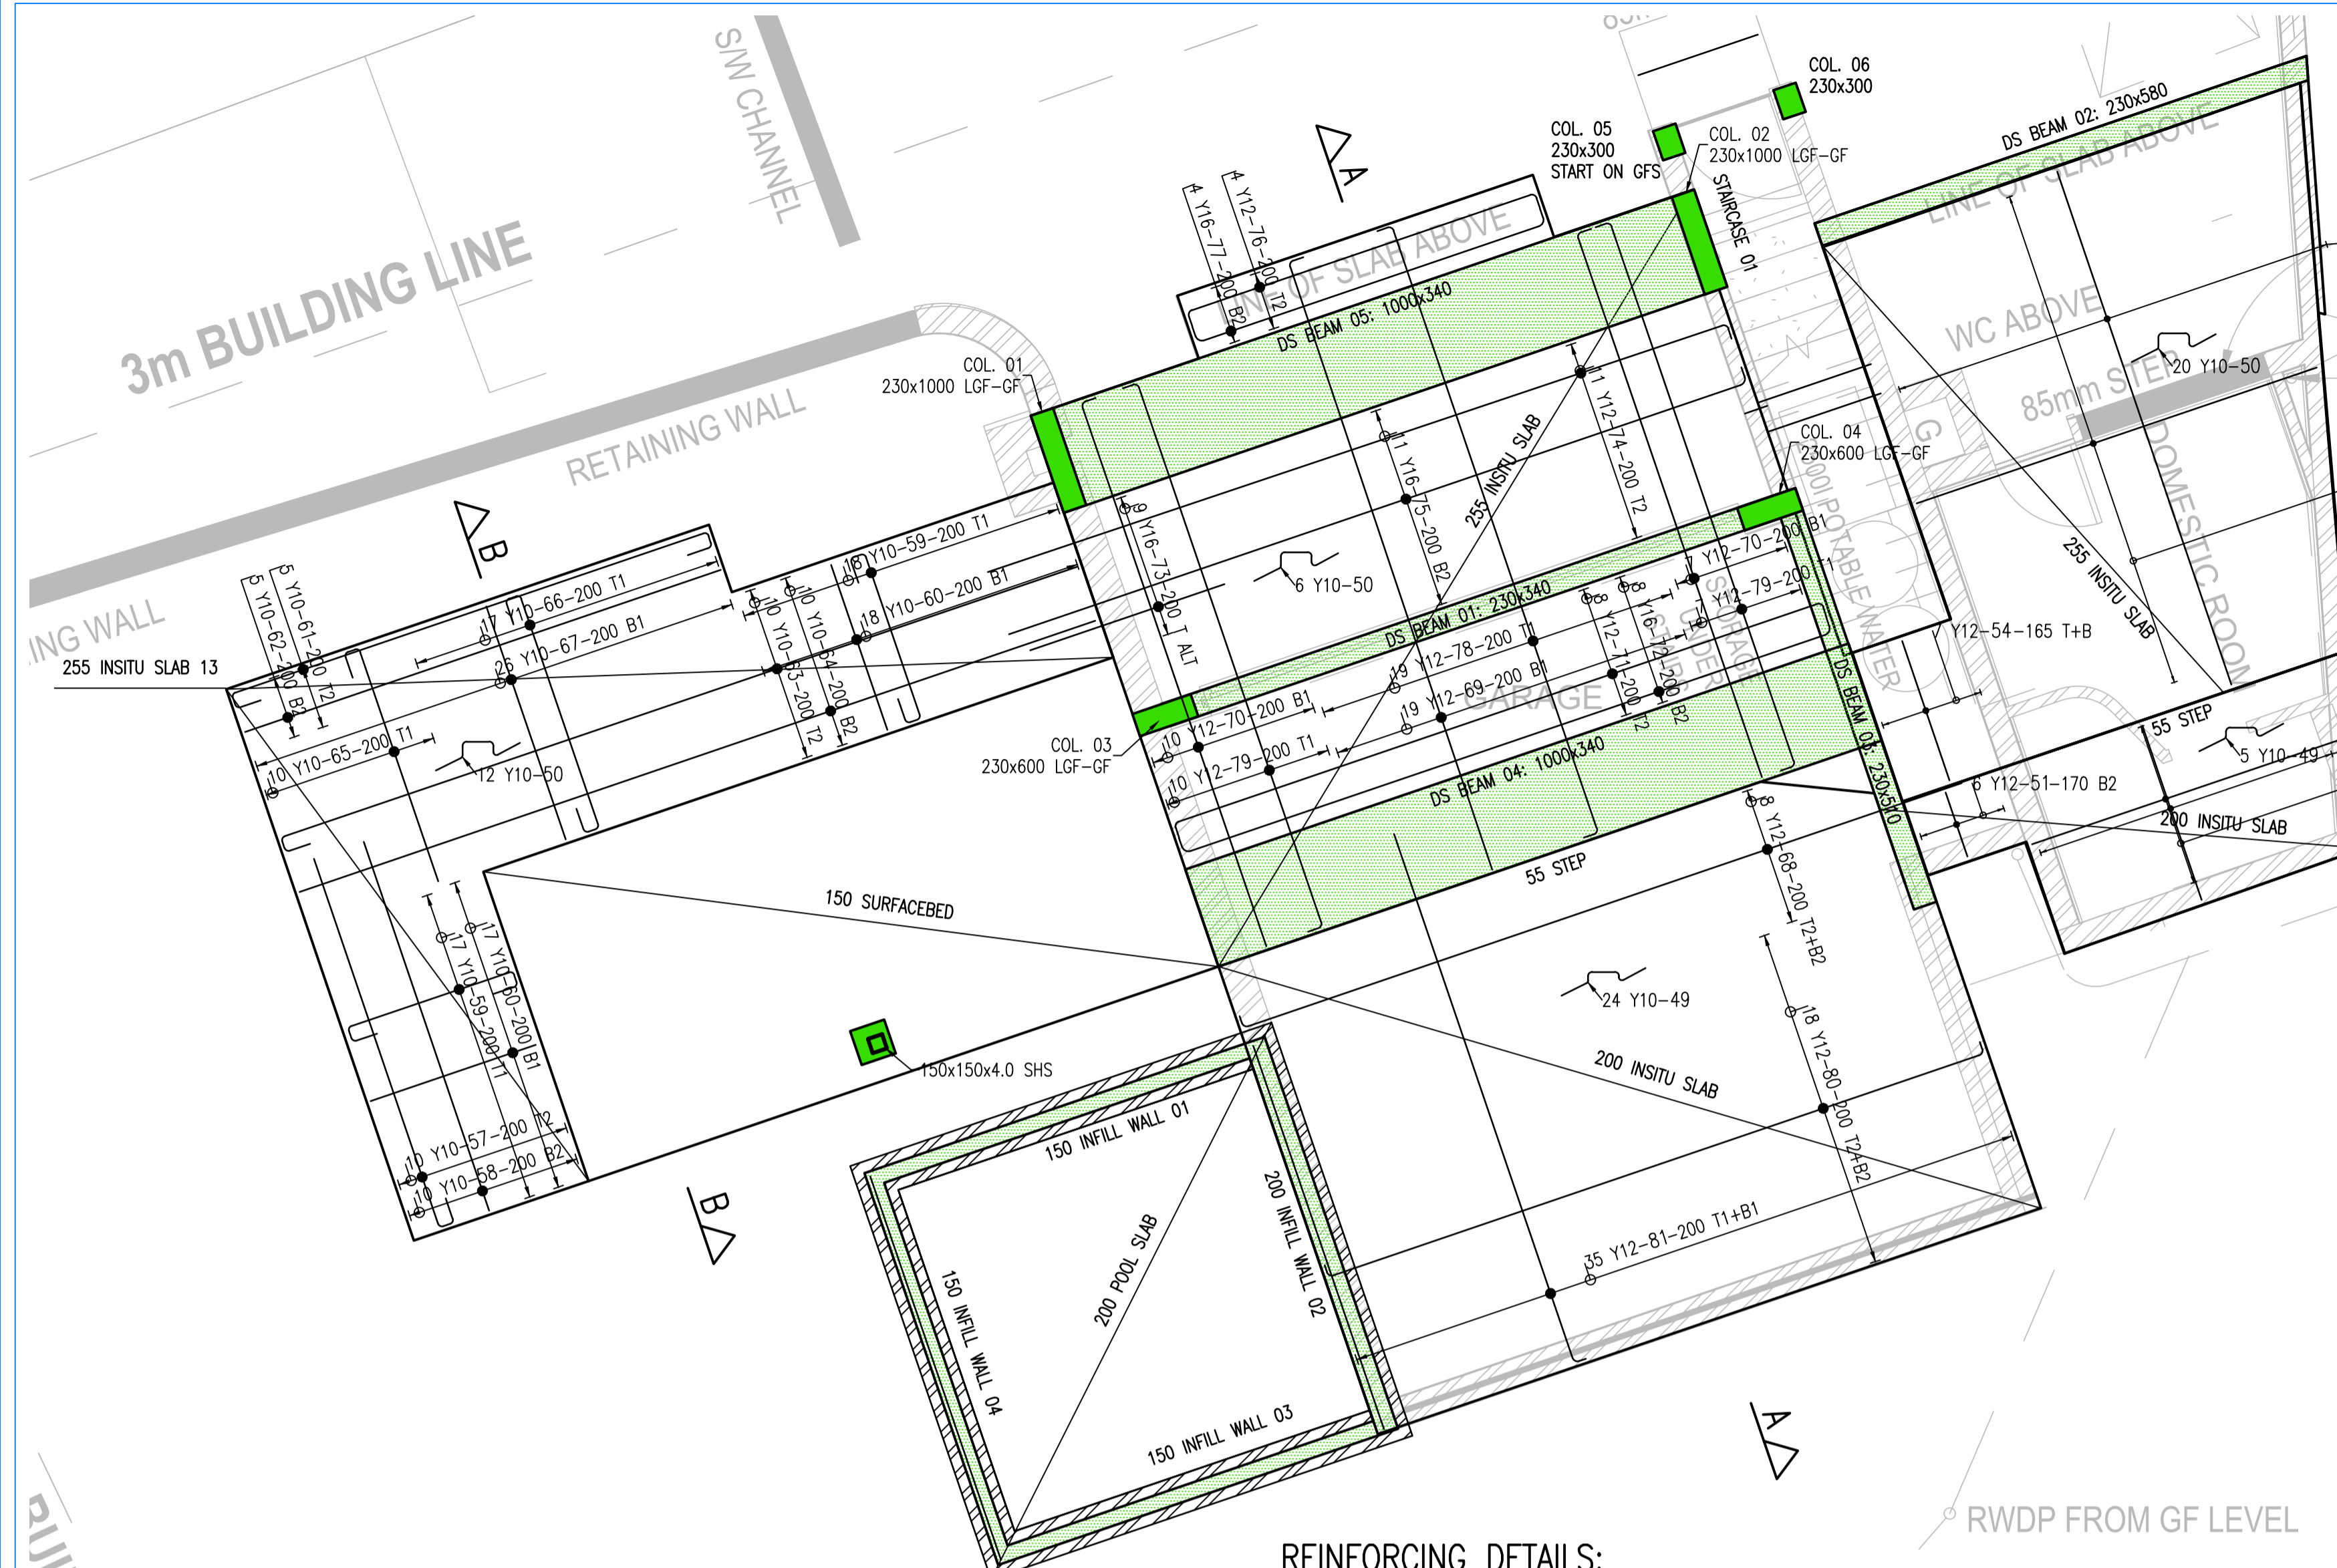 S/W CHANNEL
3m BUILDING LINE
RETAINING WALL
ING WALL
A
B
COL. 06
230x300
COL. 05
230x300
START ON GFS
COL. 02
230x1000 LGF-GF
STAIRCASE 01
DS BEAM 02: 230x580
LINE OF SLAB ABOVE
4 Y16-77-200 B2
4 Y12-76-200 T2
LINE OF SLAB ABOVE
DS BEAM 05: 1000x340
COL. 01
230x1000 LGF-GF
WC ABOVE
20 Y10-50
85mm STEP
G
DOMESTIC ROOM
255 INSITU SLAB
COL. 04
230x600 LGF-GF
POTABLE WATER
11 Y12-74-200 T2
11 Y16-75-200 B2
255 INSITU SLAB
9 Y16-73-200 T ALT
6 Y10-50
DS BEAM 01: 230x340
18 Y10-59-200 T1
18 Y10-60-200 B1
10 Y10-63-200 T2
10 Y10-64-200 B2
17 Y10-66-200 T1
26 Y10-67-200 B1
5 Y10-62-200 B2
5 Y10-61-200 T2
255 INSITU SLAB 13
10 Y10-65-200 T1
12 Y10-50
Y12-70-200 B1
Y12-79-200 T1
STORAGE
UNDER
STAIRS
19 Y12-78-200 T1
19 Y12-69-200 B1
8 Y12-71-200 T2
8 Y16-72-200 B2
GARAGE
10 Y12-70-200 B1
10 Y12-79-200 T1
COL. 03
230x600 LGF-GF
DS BEAM 04: 1000x340
DS BEAM 03: 230x510
Y12-54-165 T+B
55 STEP
5 Y10-49
6 Y12-51-170 B2
200 INSITU SLAB
55 STEP
8 Y12-68-200 T2+B2
150 SURFACEBED
17 Y10-59-200 T1
17 Y10-60-200 B1
10 Y10-57-200 T2
10 Y10-58-200 B2
24 Y10-49
200 INSITU SLAB
18 Y12-80-200 T2+B2
35 Y12-81-200 T1+B1
150x150x4.0 SHS
150 INFILL WALL 01
200 INFILL WALL 02
200 POOL SLAB
150 INFILL WALL 04
150 INFILL WALL 03
B
A
RWDP FROM GF LEVEL
REINFORCING DETAILS: